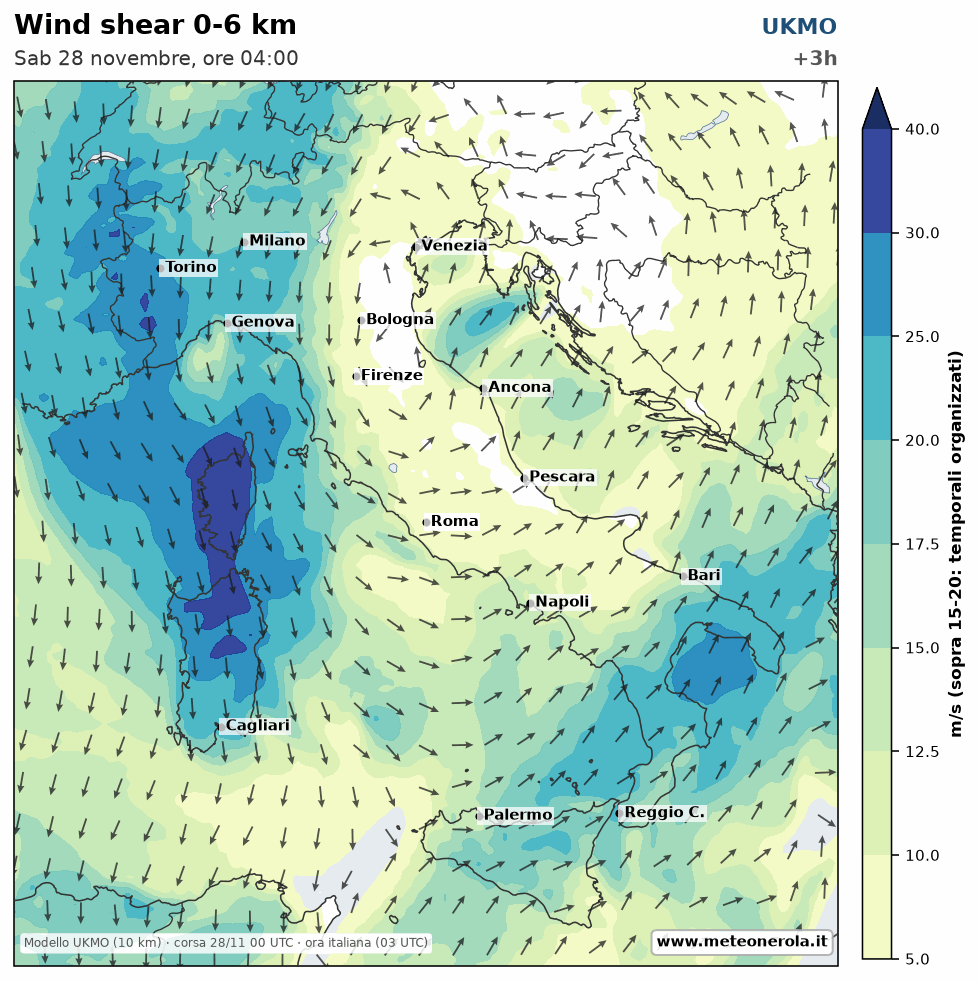 Wind shear 0-6 km
UKMO
Sab 28 novembre, ore 04:00
+3h
Milano
Venezia
Torino
Genova
Bologna
Firenze
Ancona
Pescara
Roma
Bari
Napoli
Cagliari
Palermo
Reggio C.
40.0
30.0
25.0
20.0
17.5
15.0
12.5
10.0
5.0
m/s (sopra 15-20: temporali organizzati)
Modello UKMO (10 km) · corsa 28/11 00 UTC · ora italiana (03 UTC)
www.meteonerola.it